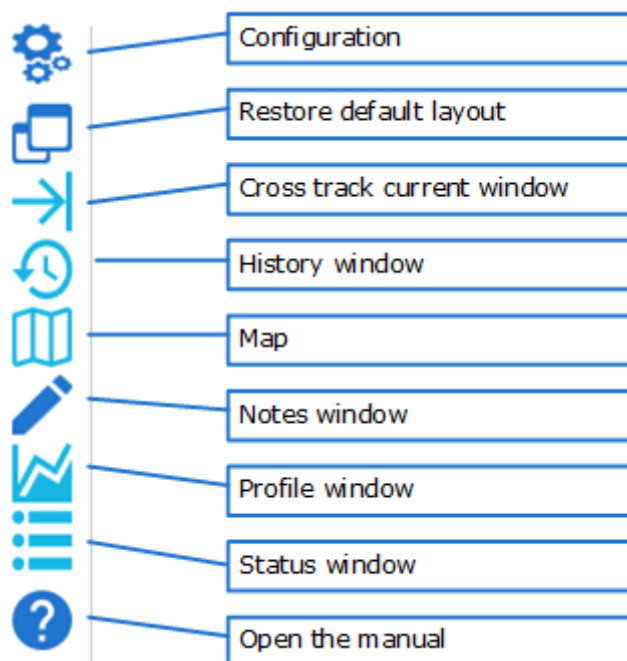 Configuration
Restore default layout
Cross track current window
History window
Map
Notes window
Profile window
Status window
Open the manual